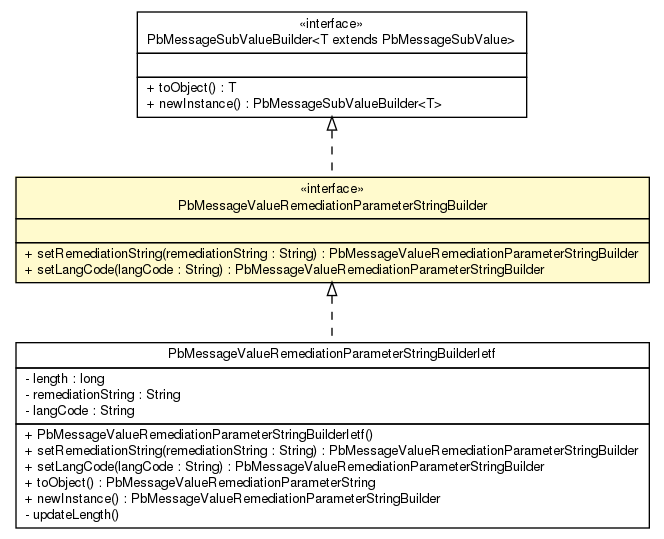 «interface»
PbMessageSubValueBuilder<T extends PbMessageSubValue>
+ toObject() : T
+ newInstance() : PbMessageSubValueBuilder<T>
«interface»
PbMessageValueRemediationParameterStringBuilder
+ setRemediationString(remediationString : String) : PbMessageValueRemediationParameterStringBuilder
+ setLangCode(langCode : String) : PbMessageValueRemediationParameterStringBuilder
PbMessageValueRemediationParameterStringBuilderIetf
- length : long
- remediationString : String
- langCode : String
+ PbMessageValueRemediationParameterStringBuilderIetf()
+ setRemediationString(remediationString : String) : PbMessageValueRemediationParameterStringBuilder
+ setLangCode(langCode : String) : PbMessageValueRemediationParameterStringBuilder
+ toObject() : PbMessageValueRemediationParameterString
+ newInstance() : PbMessageValueRemediationParameterStringBuilder
- updateLength()